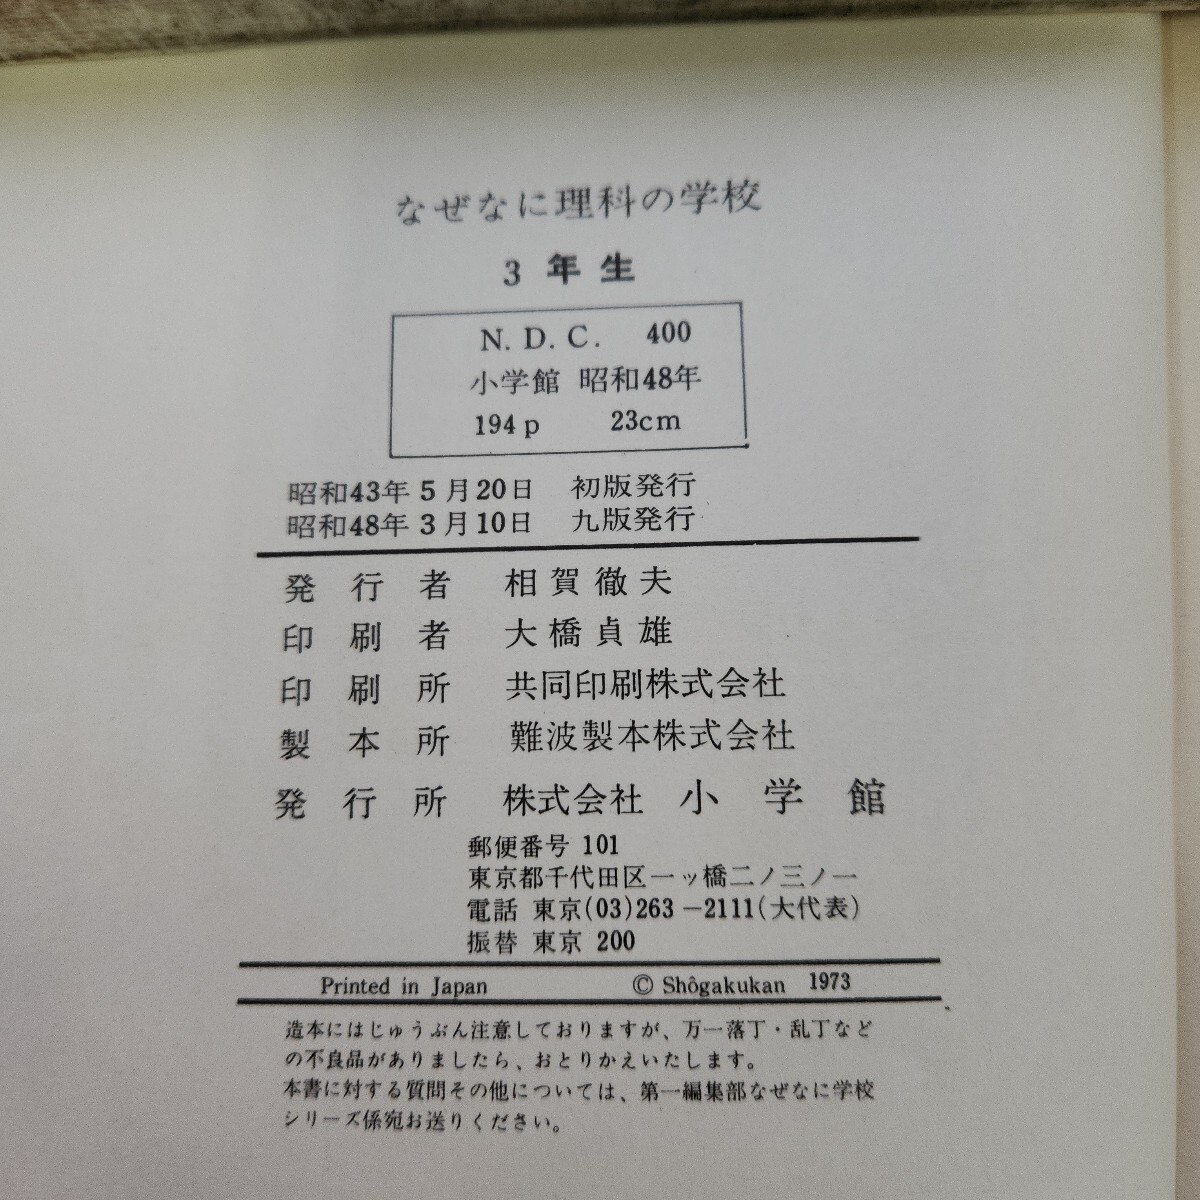 なぜなに理科の学校
3年生
N. D. C. 400
小学館 昭和48年
194p 23cm
昭和43年5月20日 初版発行
昭和48年3月10日 九版発行
発行者 相賀徹夫
印刷者 大橋貞雄
印刷所 共同印刷株式会社
製本所 難波製本株式会社
発行所 株式会社 小学館
郵便番号 101
東京都千代田区一ッ橋二ノ三ノ一
電話 東京(03)263-2111(大代表)
振替 東京 200
Printed in Japan © Shôgakukan 1973
造本にはじゅうぶん注意しておりますが、万一落丁・乱丁など
の不良品がありましたら、おとりかえいたします。
本書に対する質問その他については、第一編集部なぜなに学校
シリーズ係宛お送りください。